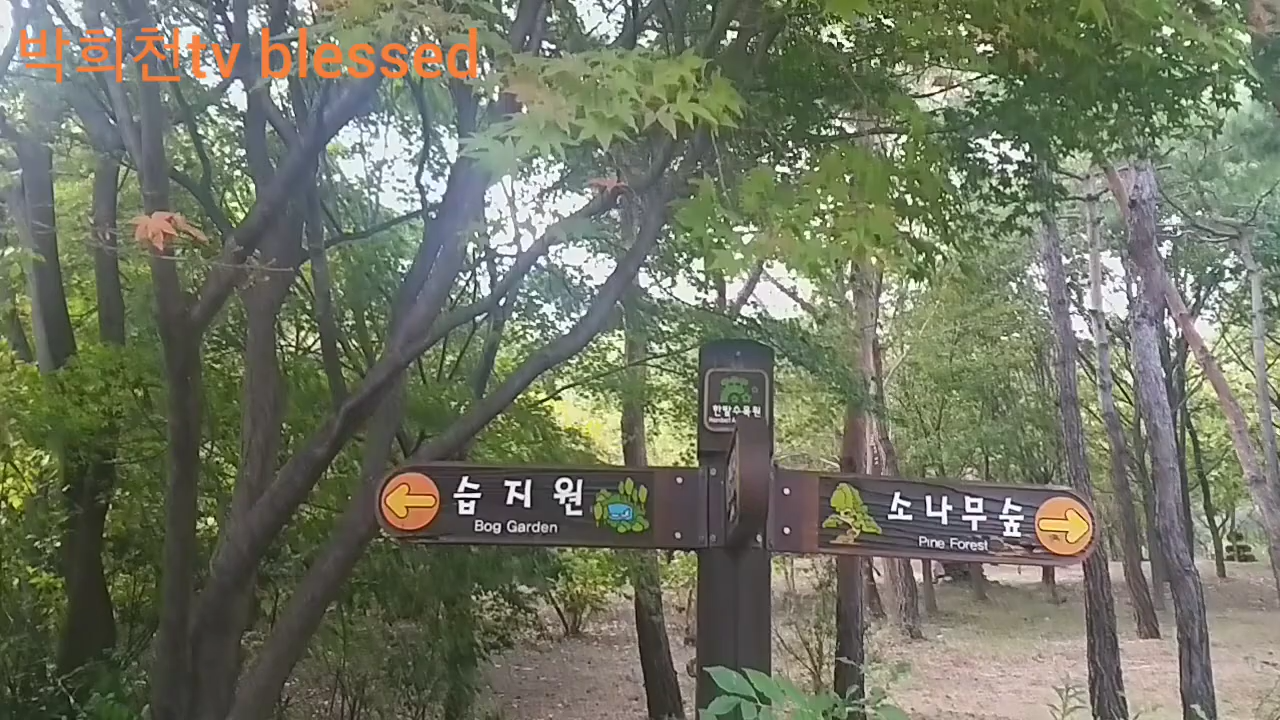 박희천tv blessed
한밭수목원
습지원
Bog Garden
소나무숲
Pine Forest